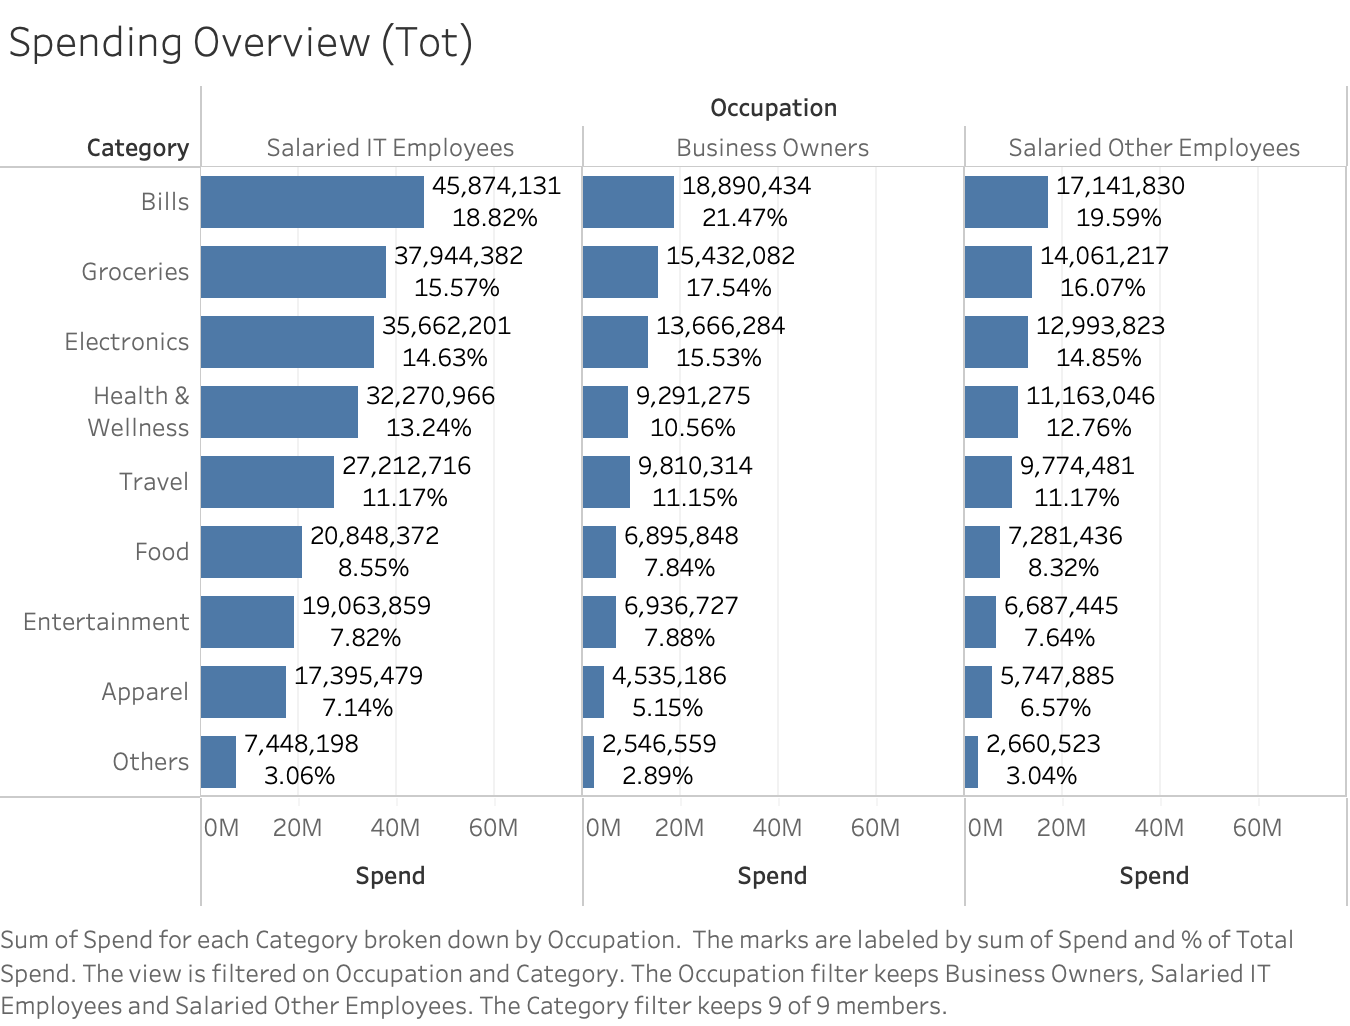 Spending Overview (Tot)
Occupation
Category Salaried IT Employees Business Owners Salaried Other Employees
Bills 45,874,131 18,890,434 17,141,830
18.82% 21.47% 19.59%
Groceries 37,944,382 15,432,082 14,061,217
15.57% 17.54% 16.07%
Electronics 35,662,201 13,666,284 12,993,823
14.63% 15.53% 14.85%
Health & 32,270,966 9,291,275 11,163,046
Wellness 13.24% 10.56% 12.76%
Travel 27,212,716 9,810,314 9,774,481
11.17% 11.15% 11.17%
Food 20,848,372 6,895,848 7,281,436
8.55% 7.84% 8.32%
Entertainment 19,063,859 6,936,727 6,687,445
7.82% 7.88% 7.64%
Apparel 17,395,479 4,535,186 5,747,885
7.14% 5.15% 6.57%
Others 7,448,198 2,546,559 2,660,523
3.06% 2.89% 3.04%
0M 20M 40M 60M 0M 20M 40M 60M 0M 20M 40M 60M
Spend Spend Spend
Sum of Spend for each Category broken down by Occupation.  The marks are labeled by sum of Spend and % of Total
Spend. The view is filtered on Occupation and Category. The Occupation filter keeps Business Owners, Salaried IT
Employees and Salaried Other Employees. The Category filter keeps 9 of 9 members.